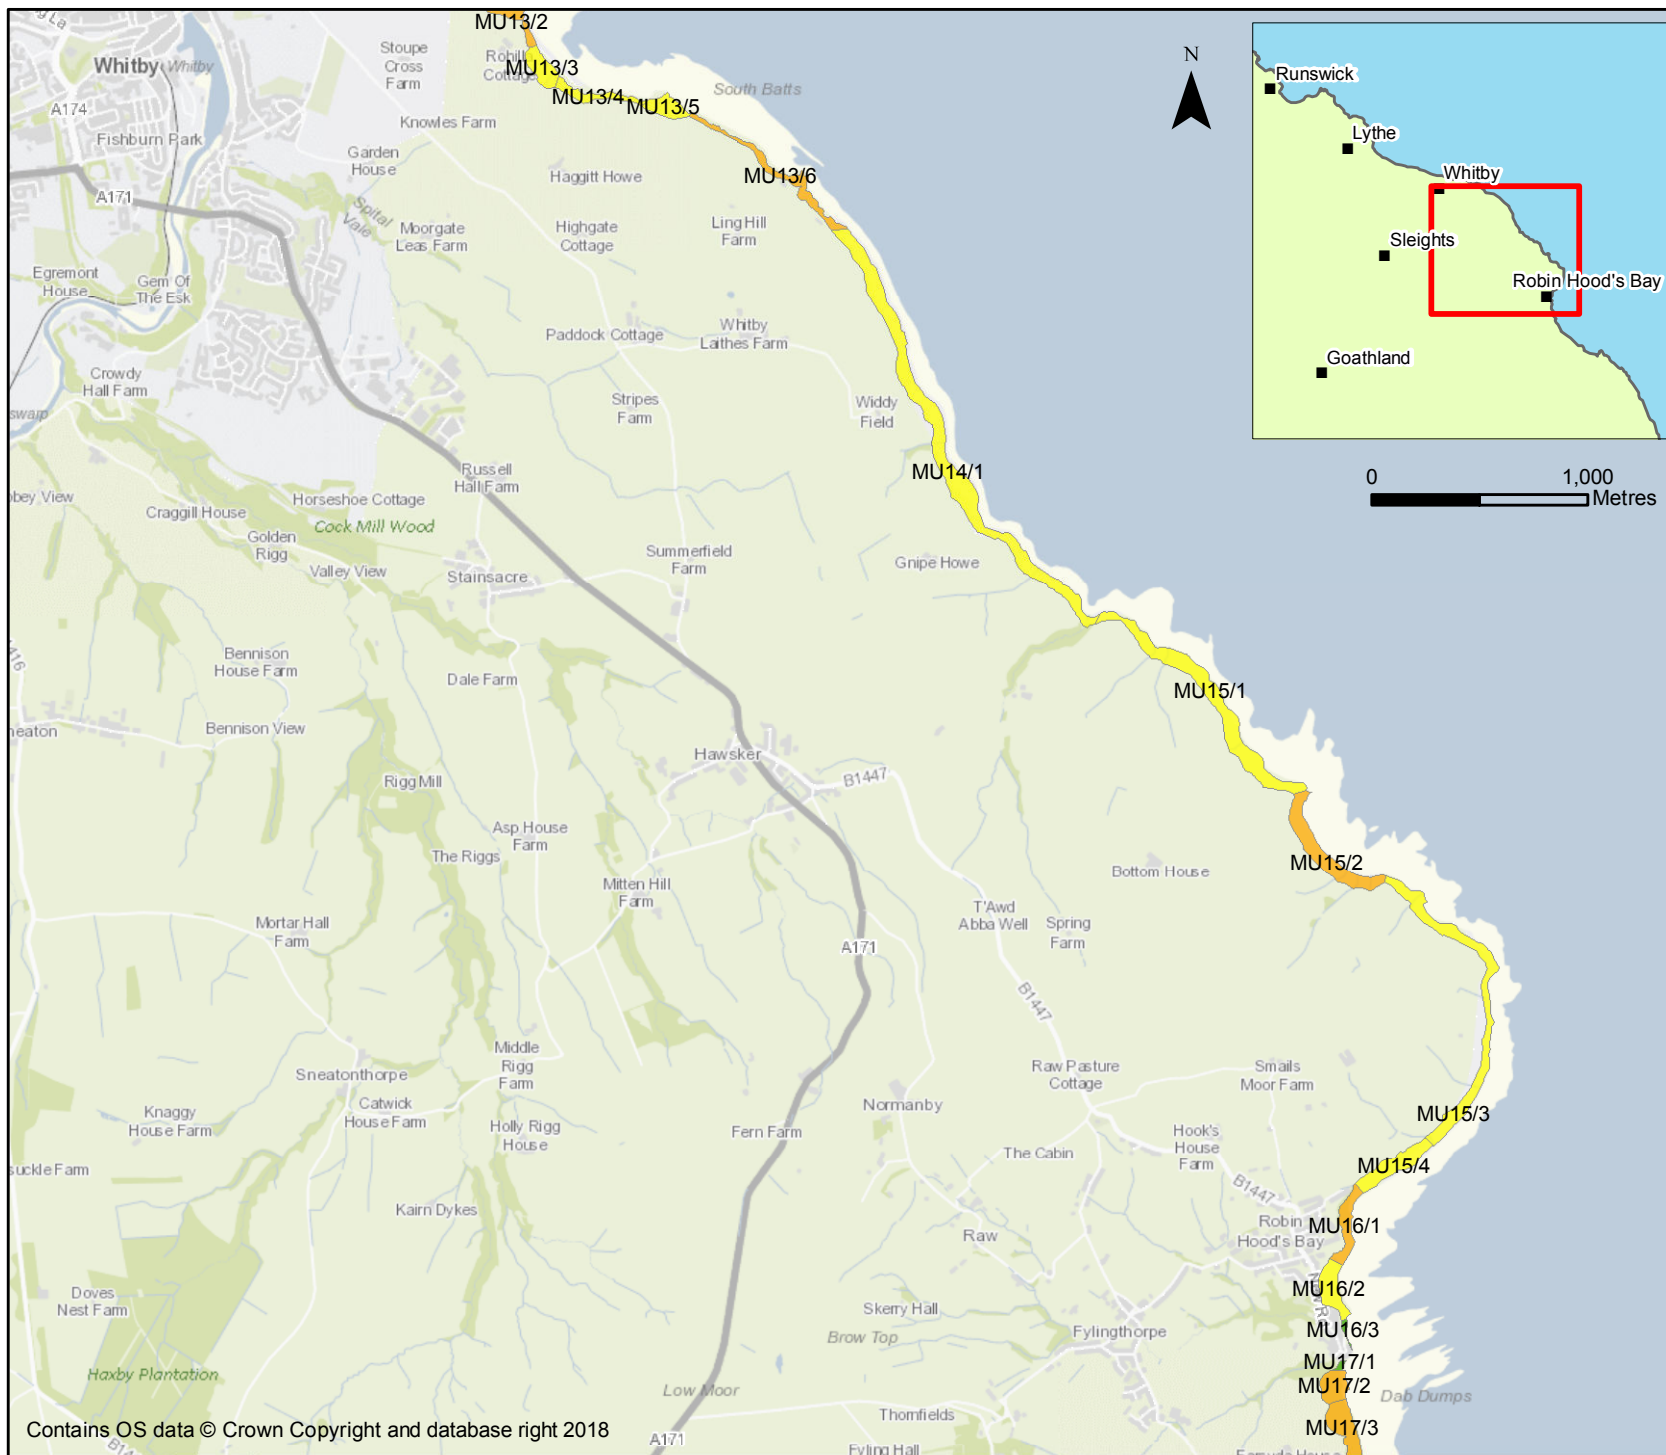 MU13/2
Whitby
Whitby
Stoupe
Cross
Farm
MU13/3
South Batts
MU13/4
MU13/5
A174
Knowles Farm
Fishburn Park
Garden
House
Haggitt Howe
MU13/6
A171
Spital
Vale
Moorgate
Leas Farm
Highgate
Cottage
Ling Hill
Farm
Egremont
House
Gem Of
The Esk
Paddock Cottage
Whitby
Laithes Farm
Crowdy
Hall Farm
Stripes
Farm
Widdy
Field
swarp
MU14/1
Russell
Hall Farm
bbey View
Horseshoe Cottage
Craggill House
Cock Mill Wood
Golden
Rigg
Valley View
Stainsacre
Summerfield
Farm
Gnipe Howe
416
Bennison
House Farm
Dale Farm
MU15/1
neaton
Bennison View
Hawsker
B1447
Rigg Mill
Asp House
Farm
The Riggs
MU15/2
Bottom House
Mitten Hill
Farm
T'Awd
Abba Well
Spring
Farm
Mortar Hall
Farm
A171
B1447
Middle
Rigg
Farm
Sneatonthorpe
Raw Pasture
Cottage
Smails
Moor Farm
Catwick
House Farm
Normanby
MU15/3
Knaggy
House Farm
Holly Rigg
House
Fern Farm
Hook's
House
Farm
The Cabin
suckle Farm
MU15/4
B1447
Kairn Dykes
Robin
Hood's Bay
MU16/1
Raw
Doves
Nest Farm
MU16/2
Skerry Hall
Brow Top
Fylingthorpe
MU16/3
Haxby Plantation
MU17/1
MU17/2
Low Moor
Dab Dumps
Thornfields
MU17/3
A171
Fyling Hall
Contains OS data © Crown Copyright and database right 2018
N
Runswick
Lythe
Whitby
Sleights
Robin Hood's Bay
Goathland
0 1,000
Metres